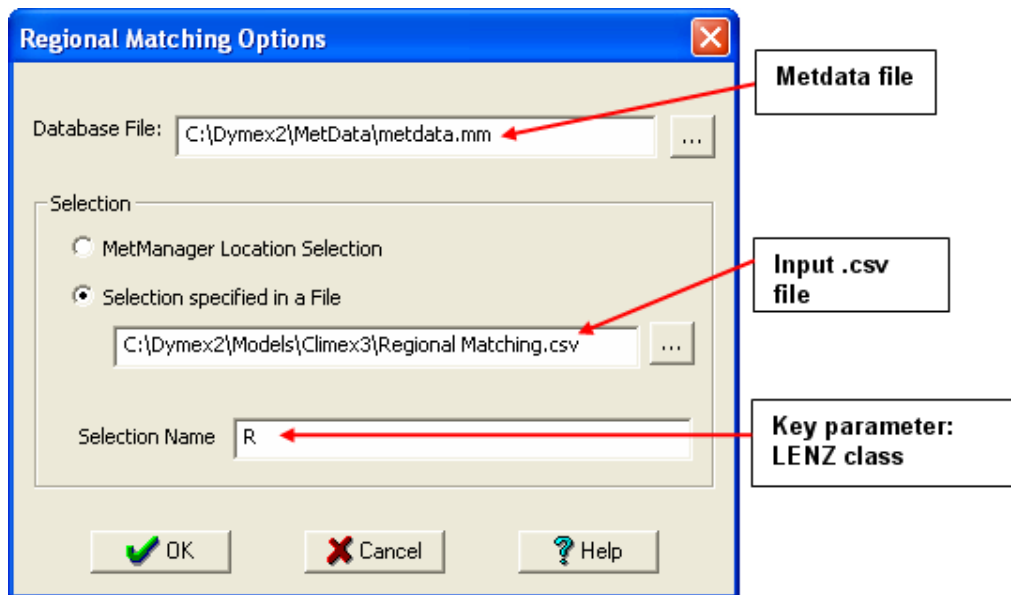 Regional Matching Options
Metdata file
Database File:
C:\Dymex2\MetData\metdata.mm
...
Selection
MetManager Location Selection
Selection specified in a File
Input .csv
file
C:\Dymex2\Models\Climex3\Regional Matching.csv
...
Selection Name
R
Key parameter:
LENZ class
OK
Cancel
Help